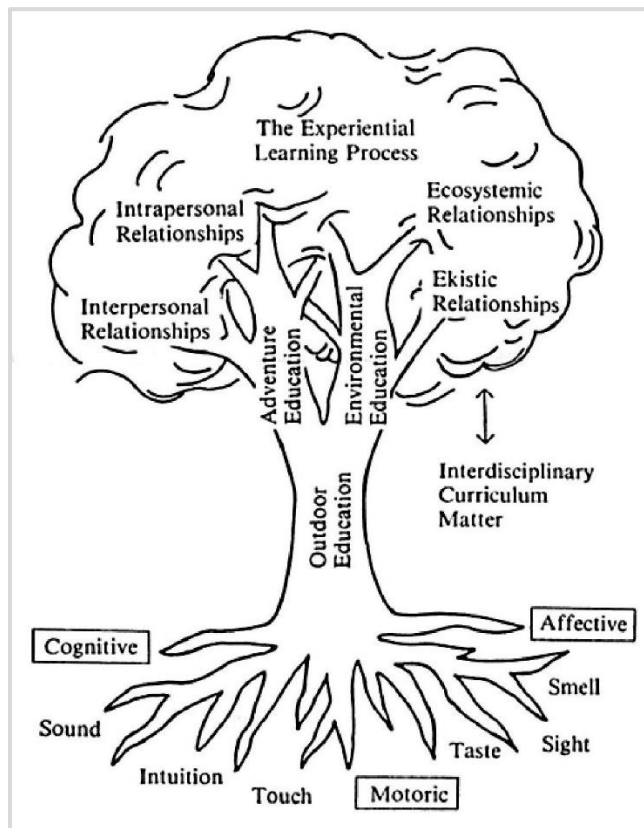 The Experiential
Learning Process
Intrapersonal
Relationships
Ecosystemic
Relationships
Interpersonal
Relationships
Ekistic
Relationships
Adventure
Education
Environmental
Education
Interdisciplinary
Curriculum
Matter
Outdoor
Education
Cognitive
Affective
Sound
Intuition
Touch
Motoric
Taste
Sight
Smell